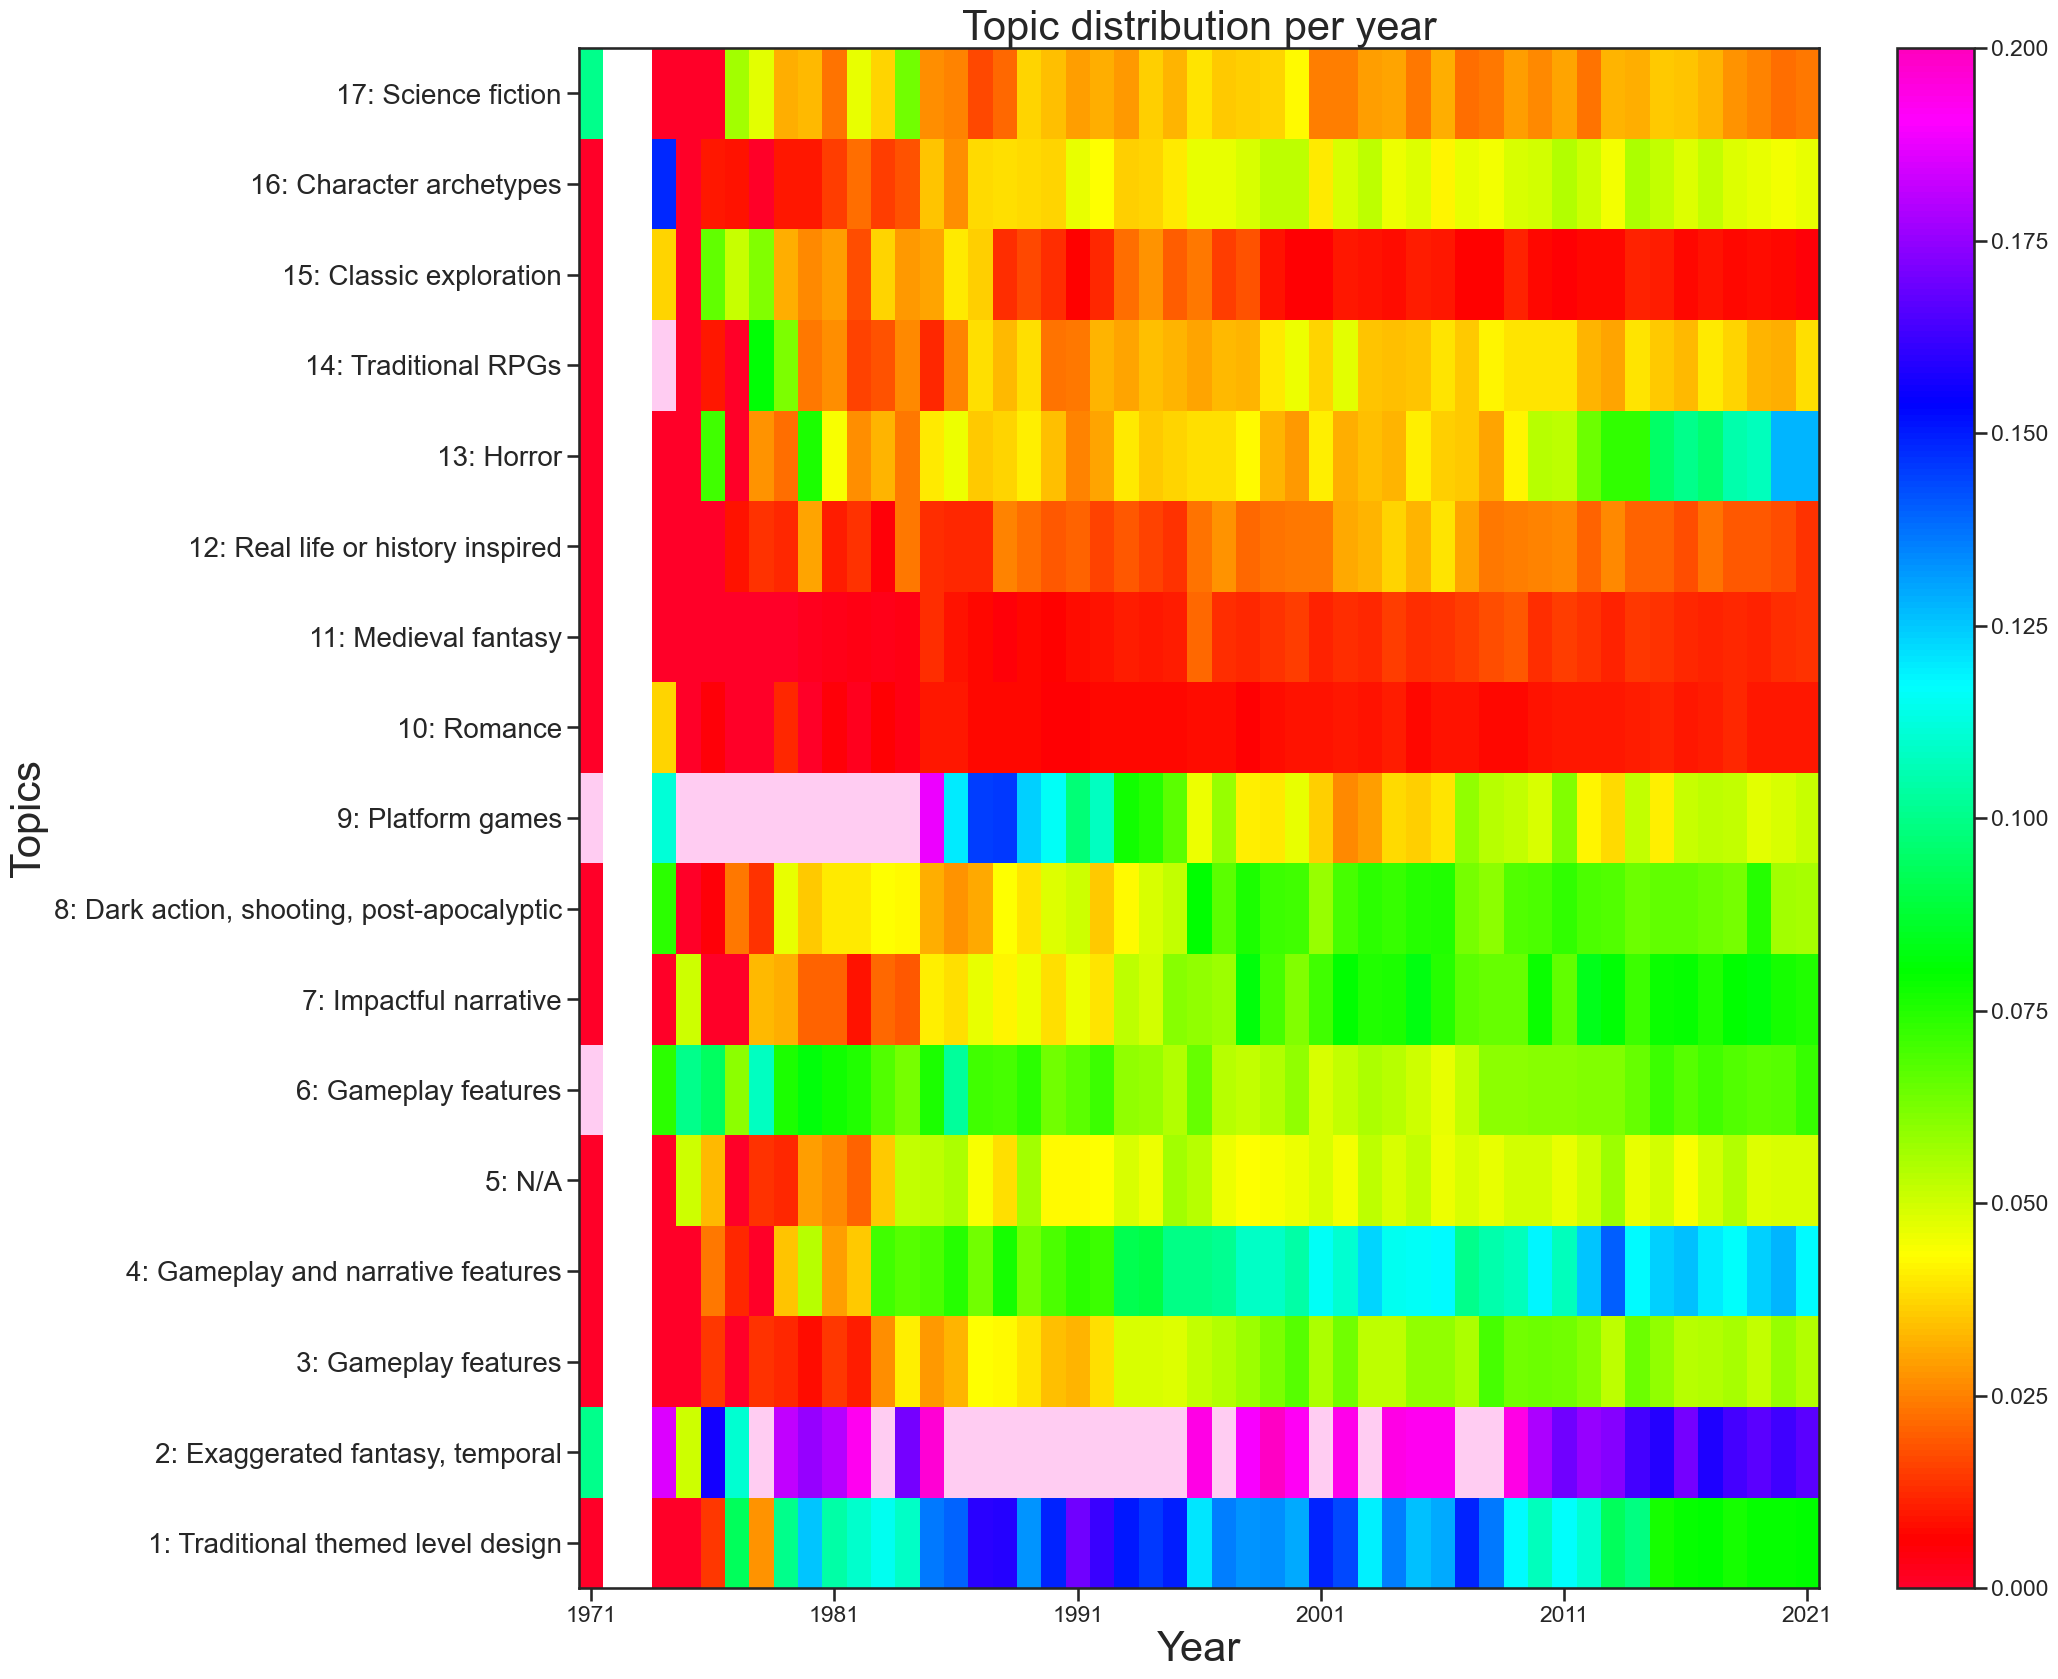 Topic distribution per year
17: Science fiction
16: Character archetypes
15: Classic exploration
14: Traditional RPGs
13: Horror
12: Real life or history inspired
11: Medieval fantasy
10: Romance
9: Platform games
8: Dark action, shooting, post-apocalyptic
7: Impactful narrative
6: Gameplay features
5: N/A
4: Gameplay and narrative features
3: Gameplay features
2: Exaggerated fantasy, temporal
1: Traditional themed level design
Topics
1971 1981 1991 2001 2011 2021
Year
0.200
0.175
0.150
0.125
0.100
0.075
0.050
0.025
0.000